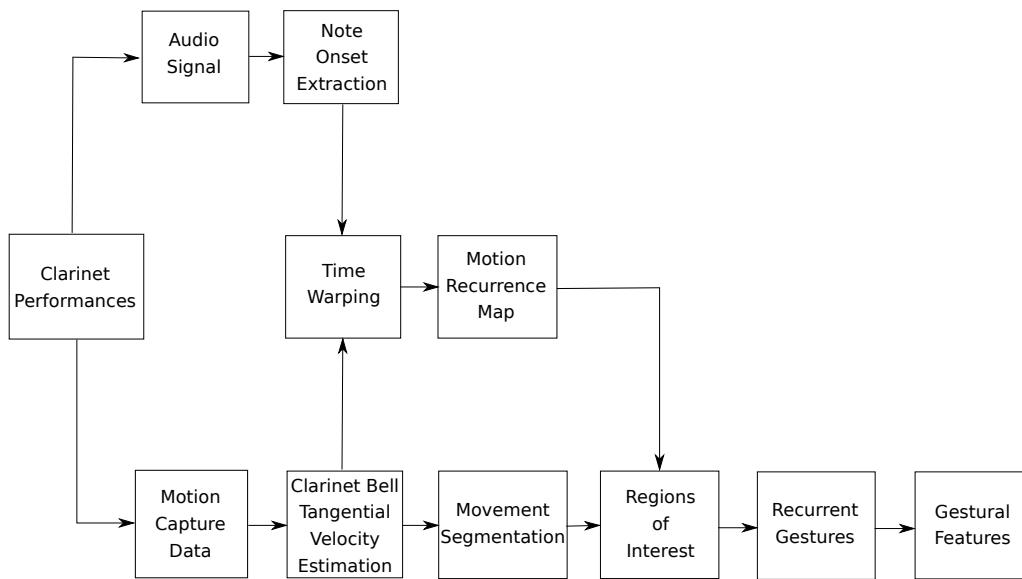 Audio
Signal
Note
Onset
Extraction
Clarinet
Performances
Time
Warping
Motion
Recurrence
Map
Motion
Capture
Data
Clarinet Bell
Tangential
Velocity
Estimation
Movement
Segmentation
Regions
of
Interest
Recurrent
Gestures
Gestural
Features